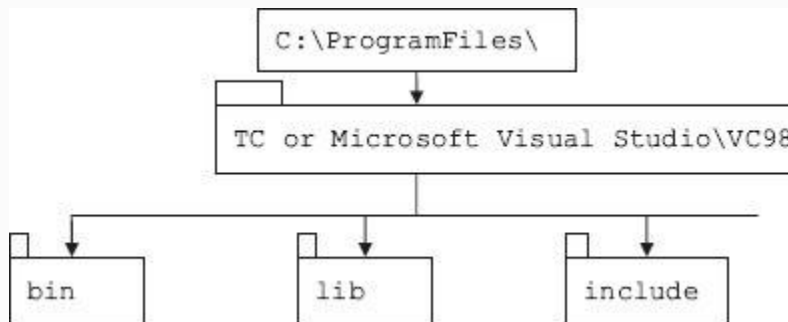 C:\ProgramFiles\
TC or Microsoft Visual Studio\VC98
bin
lib
include